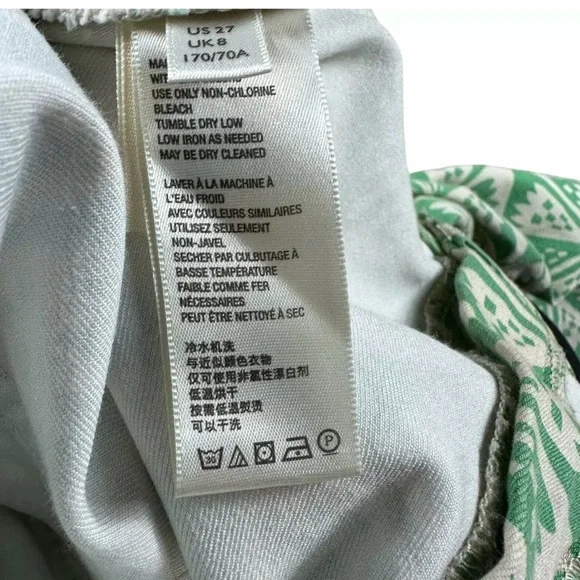 US 27
UK 8
170/70A
USE ONLY NON-CHLORINE
BLEACH
TUMBLE DRY LOW
LOW IRON AS NEEDED
MAY BE DRY CLEANED
LAVER À LA MACHINE À
L'EAU FROID
AVEC COULEURS SIMILAIRES
UTILISEZ SEULEMENT
NON-JAVEL
SECHER PAR CULBUTAGE À
BASSE TEMPÉRATURE
FAIBLE COMME FER
NÉCESSAIRES
PEUT ÊTRE NETTOYÉ À SEC
冷水机洗
与近似颜色衣物
仅可使用非氯性漂白剂
低温烘干
按需低温熨烫
可以干洗
30
P